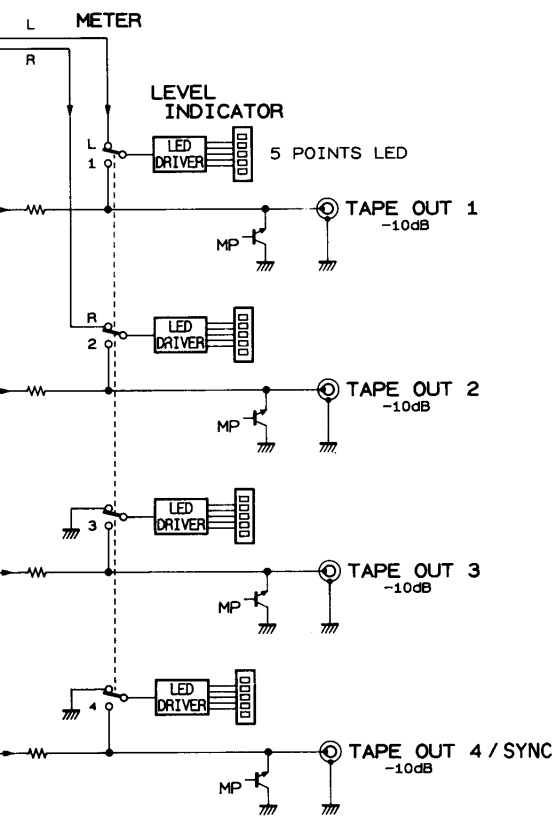 L METER
R
LEVEL
INDICATOR
L
1
LED
DRIVER
5 POINTS LED
TAPE OUT 1
-10dB
MP
R
2
LED
DRIVER
TAPE OUT 2
-10dB
MP
3
LED
DRIVER
TAPE OUT 3
-10dB
MP
4
LED
DRIVER
TAPE OUT 4/SYNC
-10dB
MP